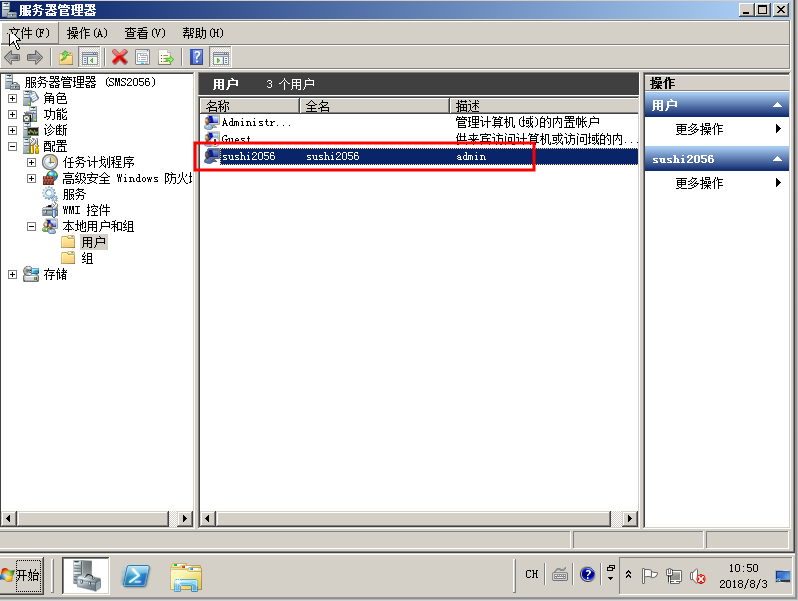 服务器管理器
文件(F) 操作(A) 查看(V) 帮助(H)
服务器管理器 (SMS2056)
角色
功能
诊断
配置
任务计划程序
高级安全 Windows 防火墙
服务
WMI 控件
本地用户和组
用户
组
存储
用户 3 个用户
名称 全名 描述
Administr... 管理计算机(域)的内置帐户
Guest 供来宾访问计算机或访问域的内...
sushi2056 sushi2056 admin
操作
用户
更多操作
sushi2056
更多操作
开始
CH
10:50
2018/8/3